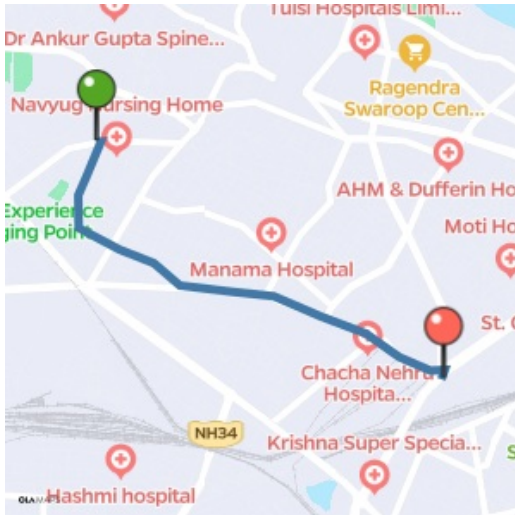 Tulsi Hospitals Limi...
Dr Ankur Gupta Spine...
Ragendra
Swaroop Cen...
Navyug Nursing Home
AHM & Dufferin Ho
Experience
ging Point
Moti Ho
Manama Hospital
St. C
Chacha Nehru
Hospita...
NH34
Krishna Super Specia...
S
Hashmi hospital
OLA MAPS